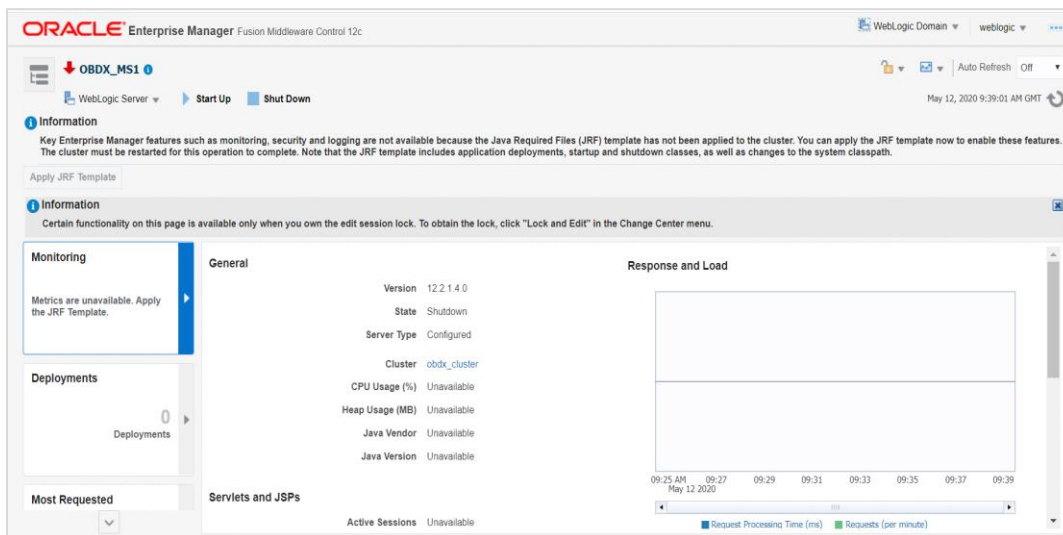 ORACLE Enterprise Manager Fusion Middleware Control 12c
WebLogic Domain weblogic
OBDX_MS1
Auto Refresh Off
WebLogic Server Start Up Shut Down
May 12, 2020 9:39:01 AM GMT
Information
Key Enterprise Manager features such as monitoring, security and logging are not available because the Java Required Files (JRF) template has not been applied to the cluster. You can apply the JRF template now to enable these features.
The cluster must be restarted for this operation to complete. Note that the JRF template includes application deployments, startup and shutdown classes, as well as changes to the system classpath.
Apply JRF Template
Information
Certain functionality on this page is available only when you own the edit session lock. To obtain the lock, click "Lock and Edit" in the Change Center menu.
Monitoring
Metrics are unavailable. Apply
the JRF Template.
Deployments
0
Deployments
Most Requested
General
Version 12.2.1.4.0
State Shutdown
Server Type Configured
Cluster obdx_cluster
CPU Usage (%) Unavailable
Heap Usage (MB) Unavailable
Java Vendor Unavailable
Java Version Unavailable
Servlets and JSPs
Active Sessions Unavailable
Response and Load
09:25 AM 09:27 09:29 09:31 09:33 09:35 09:37 09:39
May 12 2020
Request Processing Time (ms) Requests (per minute)